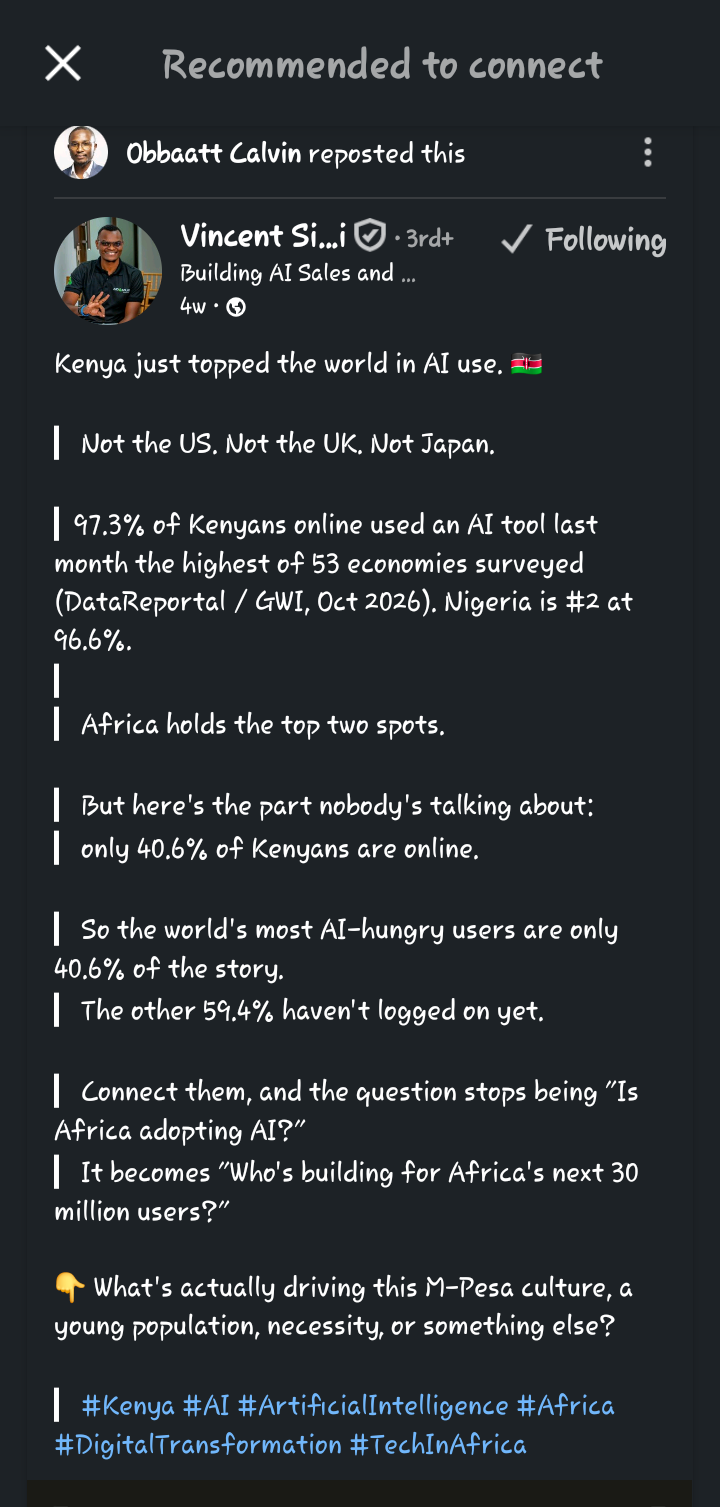 Recommended to connect
Obbaatt Calvin reposted this
Vincent Si...i · 3rd+
Following
Building AI Sales and ...
4w ·
Kenya just topped the world in AI use. 🇰🇪
Not the US. Not the UK. Not Japan.
97.3% of Kenyans online used an AI tool last
month the highest of 53 economies surveyed
(DataReportal / GWI, Oct 2026). Nigeria is #2 at
96.6%.
Africa holds the top two spots.
But here's the part nobody's talking about:
only 40.6% of Kenyans are online.
So the world's most AI-hungry users are only
40.6% of the story.
The other 59.4% haven't logged on yet.
Connect them, and the question stops being "Is
Africa adopting AI?"
It becomes "Who's building for Africa's next 30
million users?"
👇 What's actually driving this M-Pesa culture, a
young population, necessity, or something else?
#Kenya #AI #ArtificialIntelligence #Africa
#DigitalTransformation #TechInAfrica